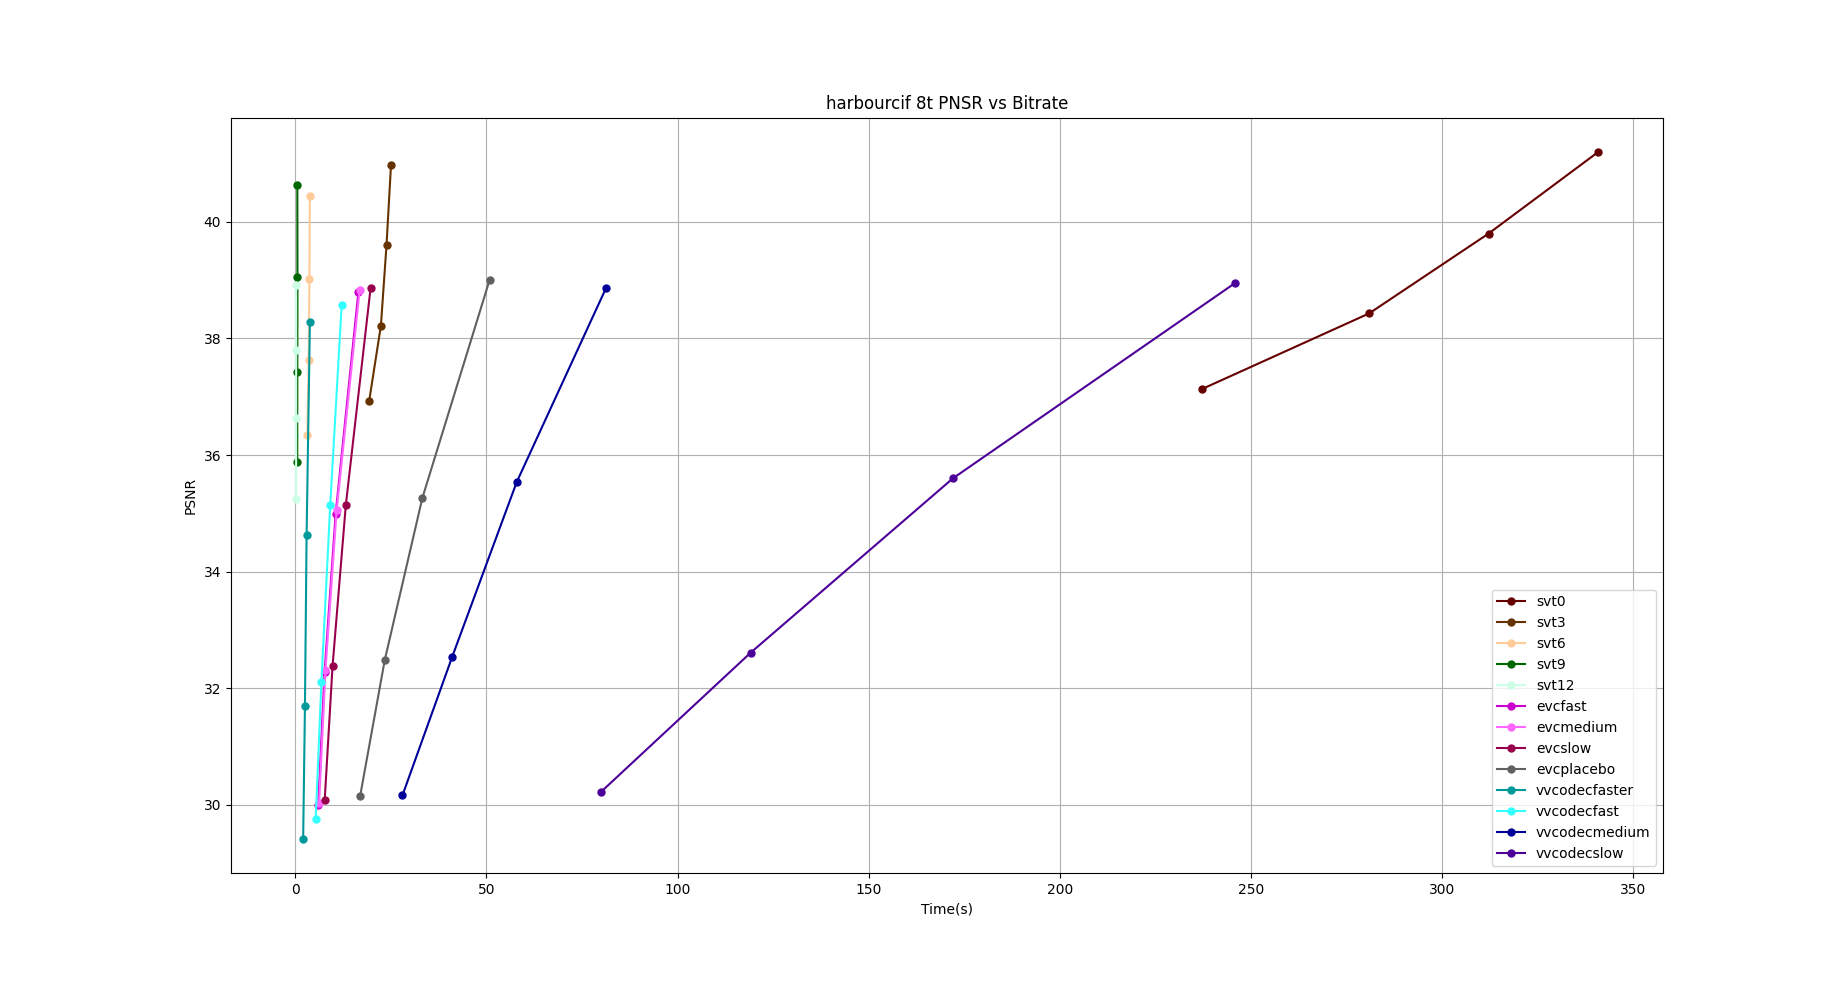 harbourcif 8t PNSR vs Bitrate
PSNR
40
38
36
34
32
30
0 50 100 150 200 250 300 350
Time(s)
svt0
svt3
svt6
svt9
svt12
evcfast
evcmedium
evcslow
evcplacebo
vvcodecfaster
vvcodecfast
vvcodecmedium
vvcodecslow